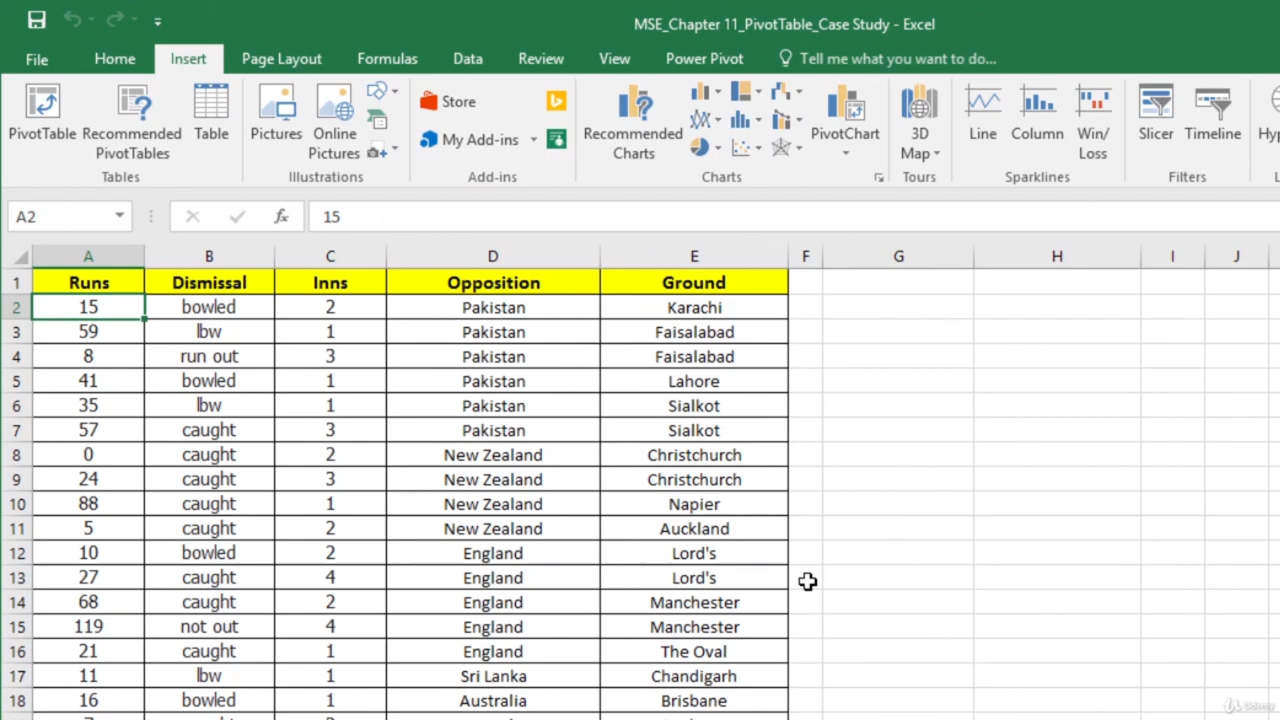 MSE_Chapter 11_PivotTable_Case Study - Excel
File Home Insert Page Layout Formulas Data Review View Power Pivot Tell me what you want to do...
PivotTable Recommended PivotTables Table Pictures Online Pictures Store My Add-ins Recommended Charts PivotChart 3D Map Line Column Win/ Loss Slicer Timeline
Tables Illustrations Add-ins Charts Tours Sparklines Filters
A2 fx 15
A B C D E F G H I J
1 Runs Dismissal Inns Opposition Ground
2 15 bowled 2 Pakistan Karachi
3 59 lbw 1 Pakistan Faisalabad
4 8 run out 3 Pakistan Faisalabad
5 41 bowled 1 Pakistan Lahore
6 35 lbw 1 Pakistan Sialkot
7 57 caught 3 Pakistan Sialkot
8 0 caught 2 New Zealand Christchurch
9 24 caught 3 New Zealand Christchurch
10 88 caught 1 New Zealand Napier
11 5 caught 2 New Zealand Auckland
12 10 bowled 2 England Lord's
13 27 caught 4 England Lord's
14 68 caught 2 England Manchester
15 119 not out 4 England Manchester
16 21 caught 1 England The Oval
17 11 lbw 1 Sri Lanka Chandigarh
18 16 bowled 1 Australia Brisbane
Udemy